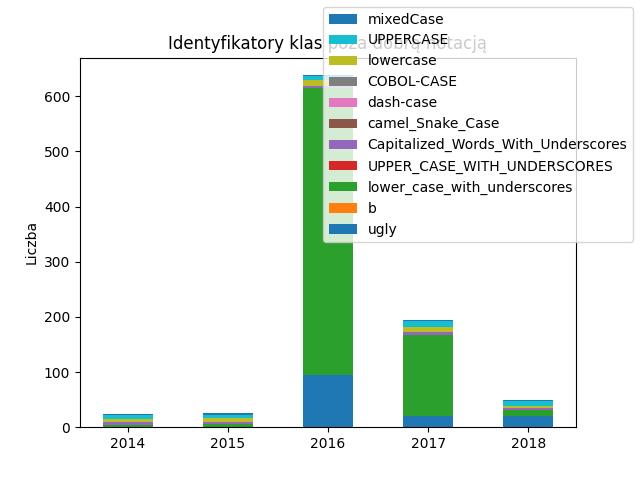 Identyfikatory klas poza dobrą notacją
mixedCase
UPPERCASE
lowercase
COBOL-CASE
dash-case
camel_Snake_Case
Capitalized_Words_With_Underscores
UPPER_CASE_WITH_UNDERSCORES
lower_case_with_underscores
b
ugly
Liczba
600
500
400
300
200
100
0
2014 2015 2016 2017 2018